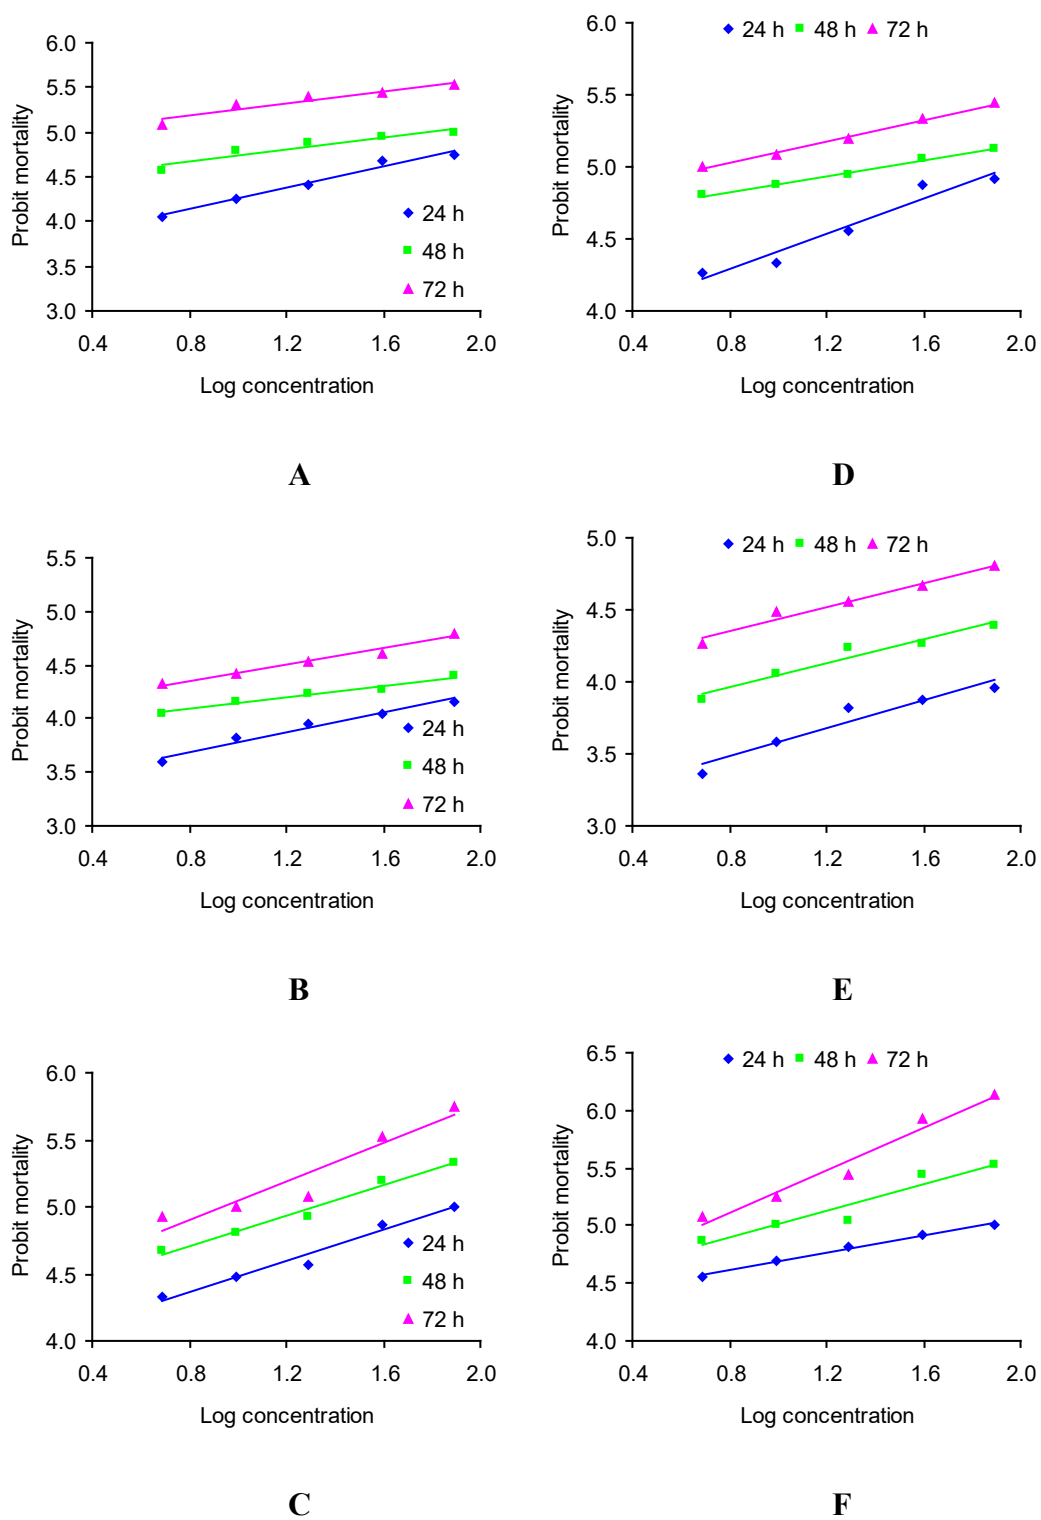 6.0
5.5
5.0
4.5
4.0
3.5
3.0
Probit mortality
24 h
48 h
72 h
0.4 0.8 1.2 1.6 2.0
Log concentration
A
24 h 48 h 72 h
6.0
5.5
5.0
4.5
4.0
Probit mortality
0.4 0.8 1.2 1.6 2.0
Log concentration
D
5.5
5.0
4.5
4.0
3.5
3.0
Probit mortality
24 h
48 h
72 h
0.4 0.8 1.2 1.6 2.0
Log concentration
B
24 h 48 h 72 h
5.0
4.5
4.0
3.5
3.0
Probit mortality
0.4 0.8 1.2 1.6 2.0
Log concentration
E
6.0
5.5
5.0
4.5
4.0
Probit mortality
24 h
48 h
72 h
0.4 0.8 1.2 1.6 2.0
Log concentration
C
24 h 48 h 72 h
6.5
6.0
5.5
5.0
4.5
4.0
Probit mortality
0.4 0.8 1.2 1.6 2.0
Log concentration
F